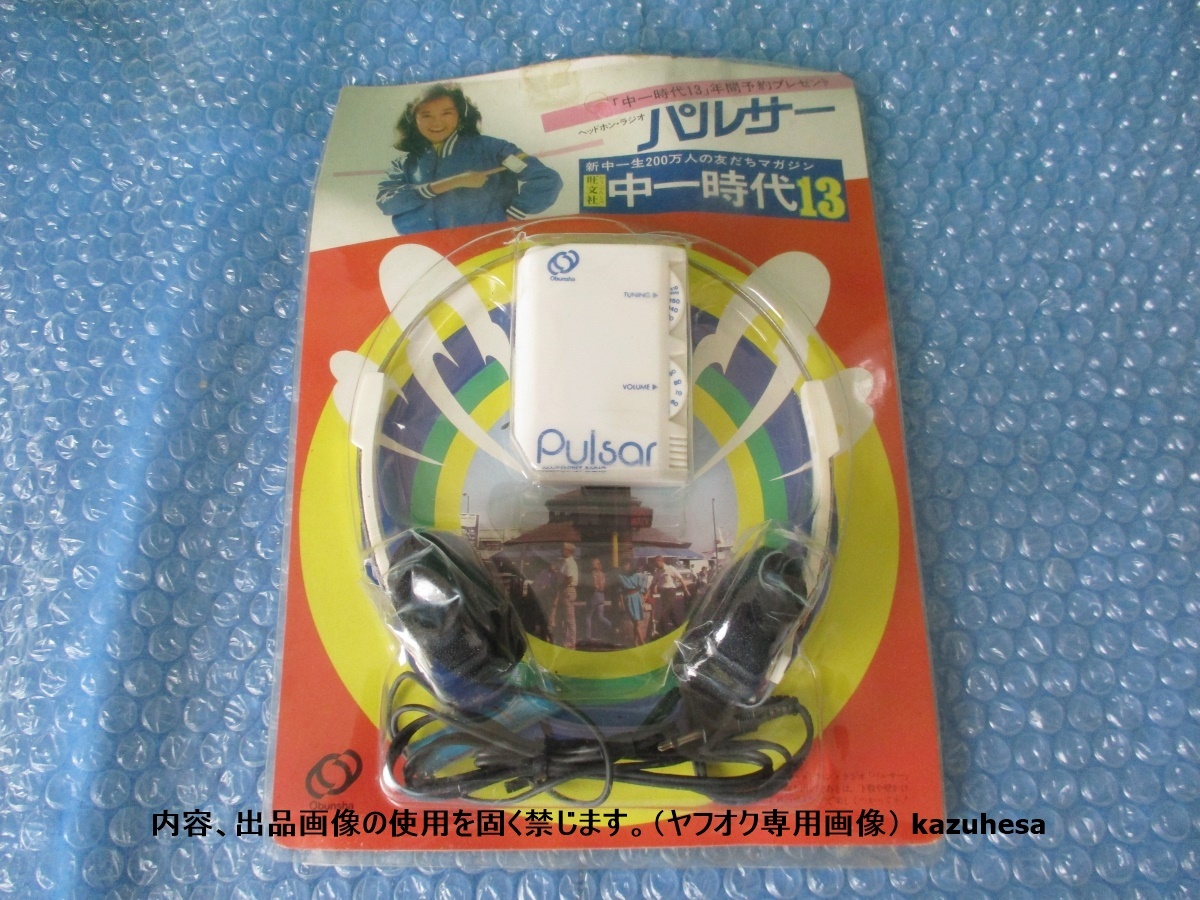 「中一時代13」年間予約プレゼント
ヘッドホン・ラジオ
パルサー
新中一生200万人の友だちマガジン
旺文社
中一時代13
Obunsha
TUNING ▶
VOLUME ▶
Pulsar
Obunsha
内容、出品画像の使用を固く禁じます。（ヤフオク専用画像） kazuhesa